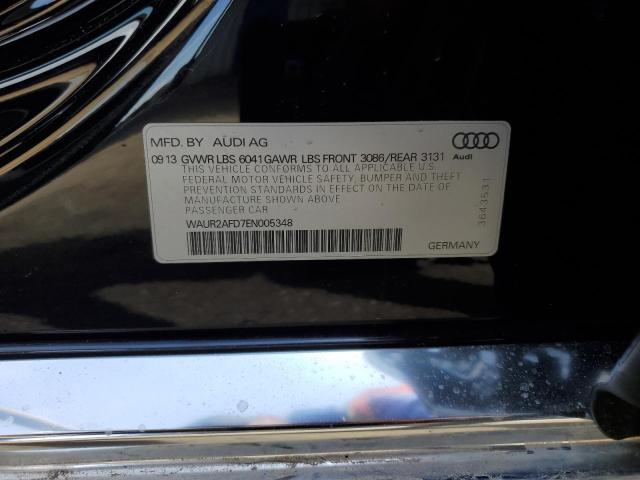 MFD. BY AUDI AG
09 13 GVWR LBS 6041 GAWR LBS FRONT 3086/REAR 3131
Audi
THIS VEHICLE CONFORMS TO ALL APPLICABLE U.S.
FEDERAL MOTOR VEHICLE SAFETY, BUMPER AND THEFT
PREVENTION STANDARDS IN EFFECT ON THE DATE OF
MANUFACTURE SHOWN ABOVE
PASSENGER CAR
WAUR2AFD7EN005348
GERMANY
3643531